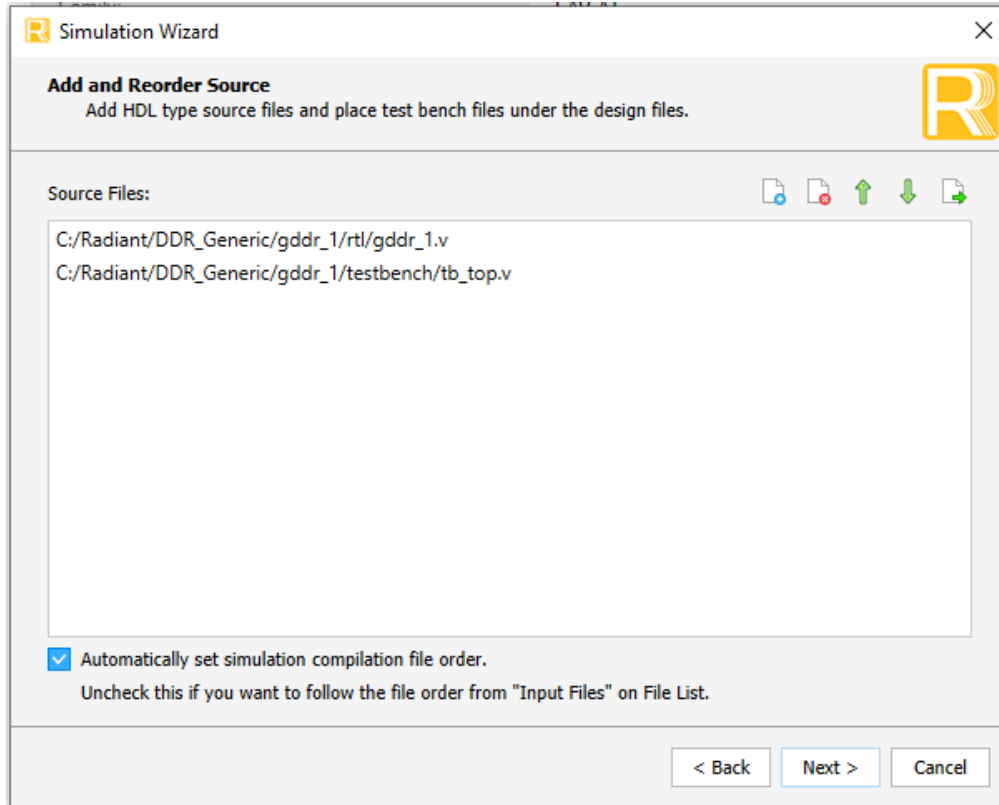 Simulation Wizard
Add and Reorder Source
Add HDL type source files and place test bench files under the design files.
Source Files:
C:/Radiant/DDR_Generic/gddr_1/rtl/gddr_1.v
C:/Radiant/DDR_Generic/gddr_1/testbench/tb_top.v
Automatically set simulation compilation file order.
Uncheck this if you want to follow the file order from "Input Files" on File List.
< Back Next > Cancel